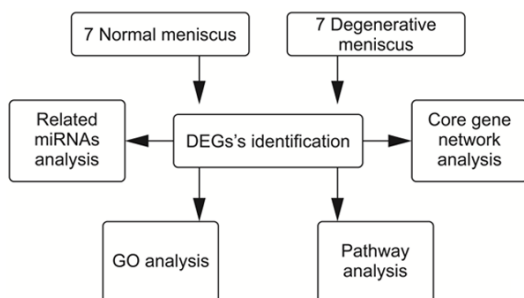 7 Normal meniscus
7 Degenerative
meniscus
Related
miRNAs
analysis
DEGs's identification
Core gene
network
analysis
GO analysis
Pathway
analysis